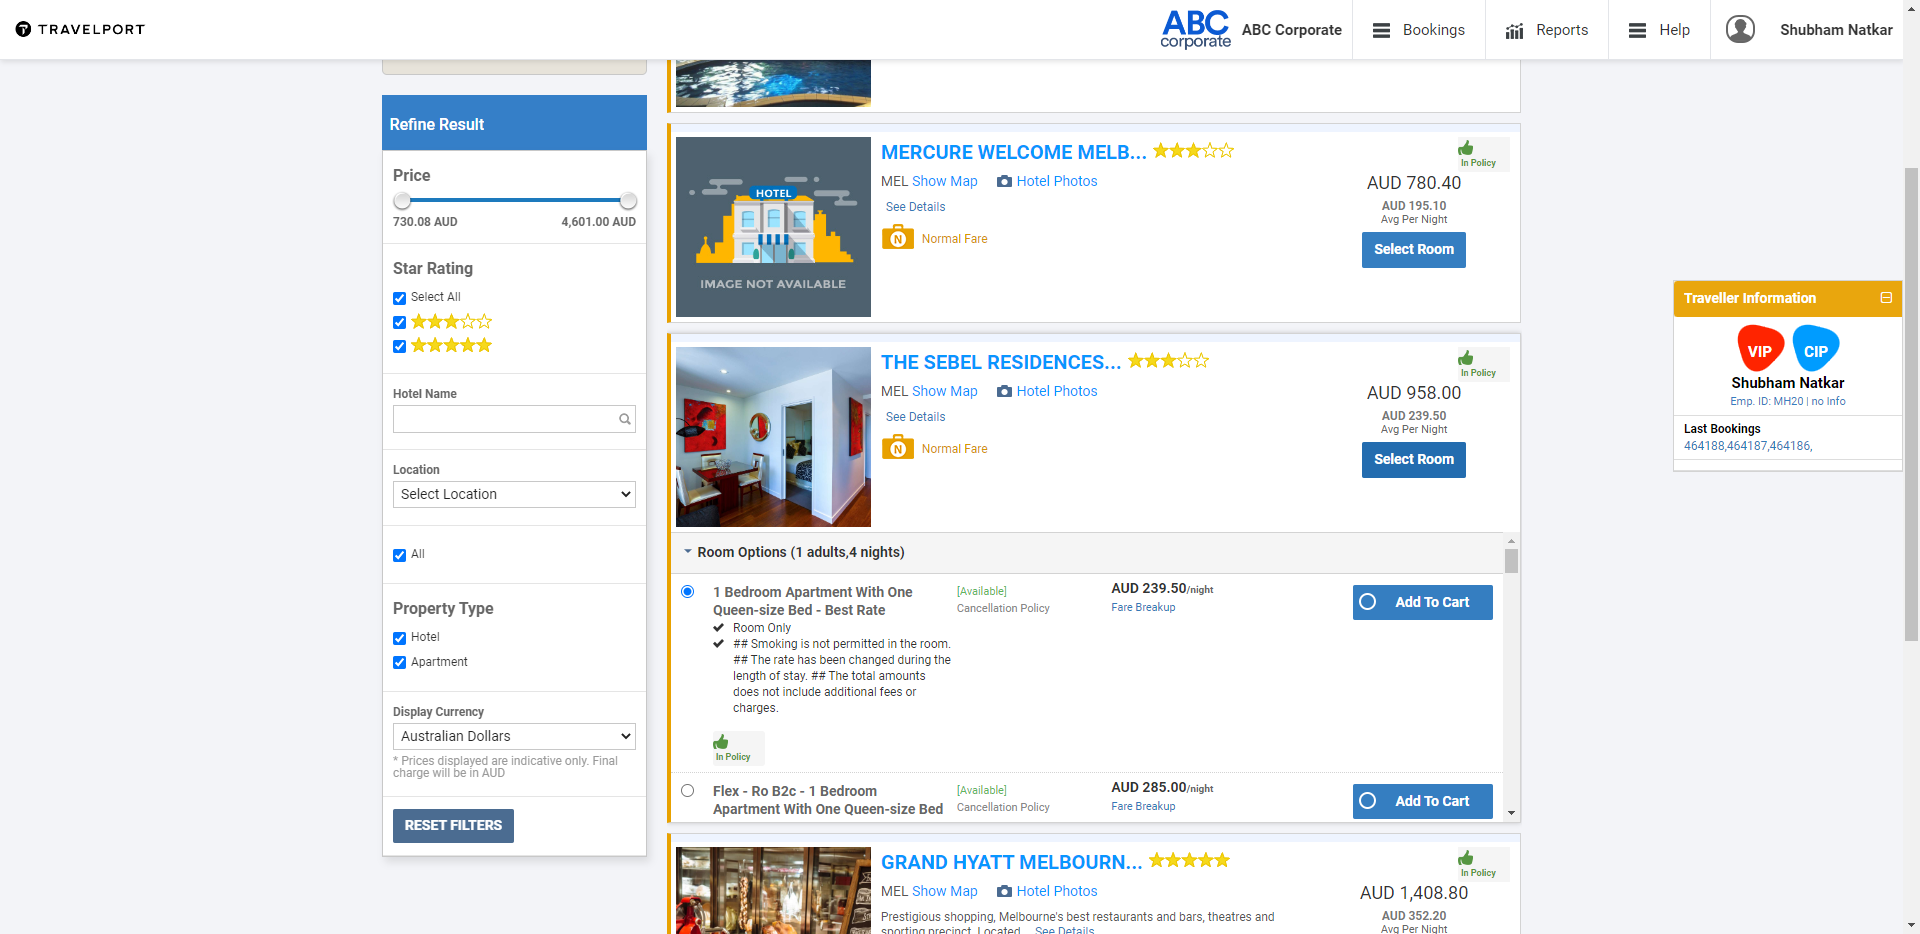 TRAVELPORT
ABC
corporate
ABC Corporate
Bookings
Reports
Help
Shubham Natkar
Refine Result
Price
730.08 AUD
4,601.00 AUD
Star Rating
Select All
Hotel Name
Location
Select Location
All
Property Type
Hotel
Apartment
Display Currency
Australian Dollars
* Prices displayed are indicative only. Final
charge will be in AUD
RESET FILTERS
HOTEL
IMAGE NOT AVAILABLE
MERCURE WELCOME MELB...
MEL Show Map
Hotel Photos
See Details
N
Normal Fare
In Policy
AUD 780.40
AUD 195.10
Avg Per Night
Select Room
THE SEBEL RESIDENCES...
MEL Show Map
Hotel Photos
See Details
N
Normal Fare
In Policy
AUD 958.00
AUD 239.50
Avg Per Night
Select Room
Room Options (1 adults,4 nights)
1 Bedroom Apartment With One
Queen-size Bed - Best Rate
Room Only
## Smoking is not permitted in the room.
## The rate has been changed during the
length of stay. ## The total amounts
does not include additional fees or
charges.
In Policy
[Available]
Cancellation Policy
AUD 239.50/night
Fare Breakup
Add To Cart
Flex - Ro B2c - 1 Bedroom
Apartment With One Queen-size Bed
[Available]
Cancellation Policy
AUD 285.00/night
Fare Breakup
Add To Cart
GRAND HYATT MELBOURN...
MEL Show Map
Hotel Photos
Prestigious shopping, Melbourne's best restaurants and bars, theatres and
sporting precinct. Located... See Details
In Policy
AUD 1,408.80
AUD 352.20
Avg Per Night
Traveller Information
VIP
CIP
Shubham Natkar
Emp. ID: MH20 | no Info
Last Bookings
464188,464187,464186,